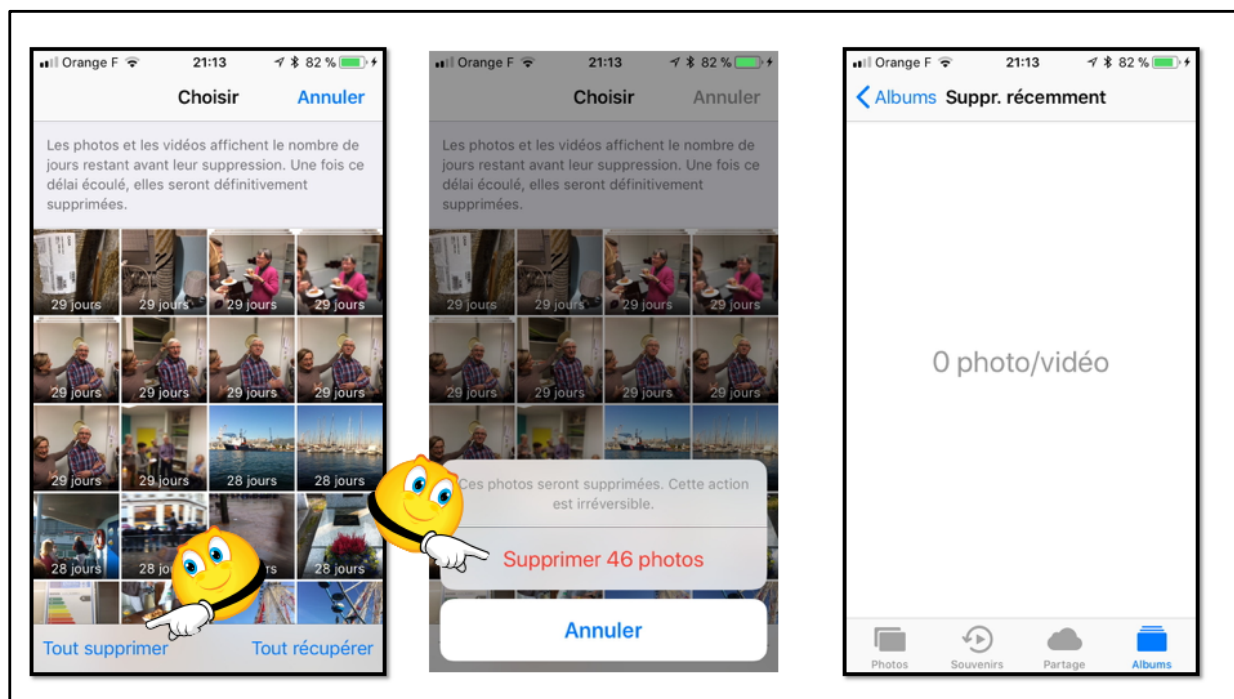 Orange F 21:13 82 %
Choisir Annuler
Les photos et les vidéos affichent le nombre de
jours restant avant leur suppression. Une fois ce
délai écoulé, elles seront définitivement
supprimées.
29 jours 29 jours 29 jours 29 jours
29 jours 29 jours 29 jours 29 jours
29 jours 29 jours 28 jours 28 jours
28 jours 28 jours
Tout supprimer Tout récupérer
Orange F 21:13 82 %
Choisir Annuler
Les photos et les vidéos affichent le nombre de
jours restant avant leur suppression. Une fois ce
délai écoulé, elles seront définitivement
supprimées.
29 jours 29 jours 29 jours 29 jours
29 jours 29 jours 29 jours 29 jours
Ces photos seront supprimées. Cette action
est irréversible.
Supprimer 46 photos
Annuler
Orange F 21:13 82 %
Albums Suppr. récemment
0 photo/vidéo
Photos Souvenirs Partage Albums